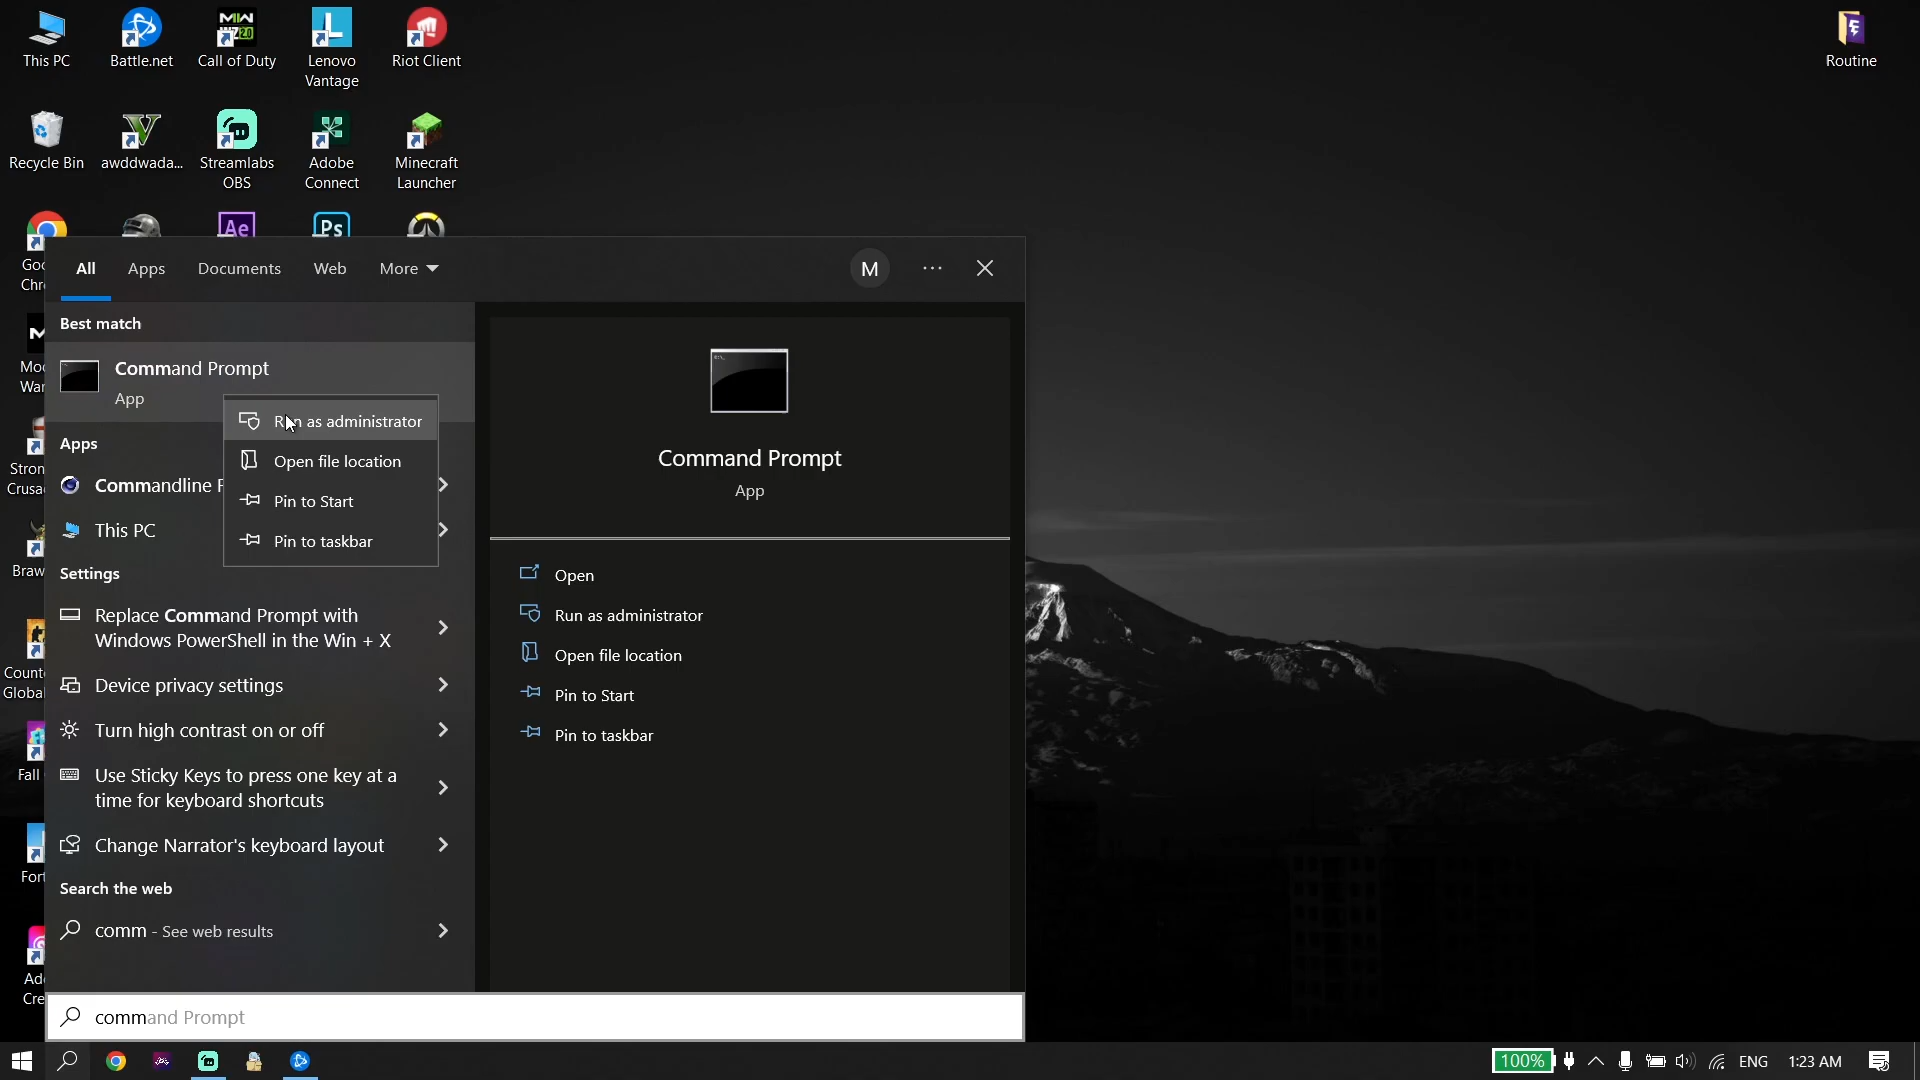 This PC
Battle.net
Call of Duty
Lenovo
Vantage
Riot Client
Routine
Recycle Bin
awddwada...
Streamlabs
OBS
Adobe
Connect
Minecraft
Launcher
All
Apps
Documents
Web
More
M
Best match
Command Prompt
App
Run as administrator
Open file location
Pin to Start
Pin to taskbar
Apps
Commandline
This PC
Settings
Replace Command Prompt with
Windows PowerShell in the Win + X
Device privacy settings
Turn high contrast on or off
Use Sticky Keys to press one key at a
time for keyboard shortcuts
Change Narrator's keyboard layout
Search the web
comm - See web results
Command Prompt
App
Open
Run as administrator
Open file location
Pin to Start
Pin to taskbar
command Prompt
100%
ENG
1:23 AM